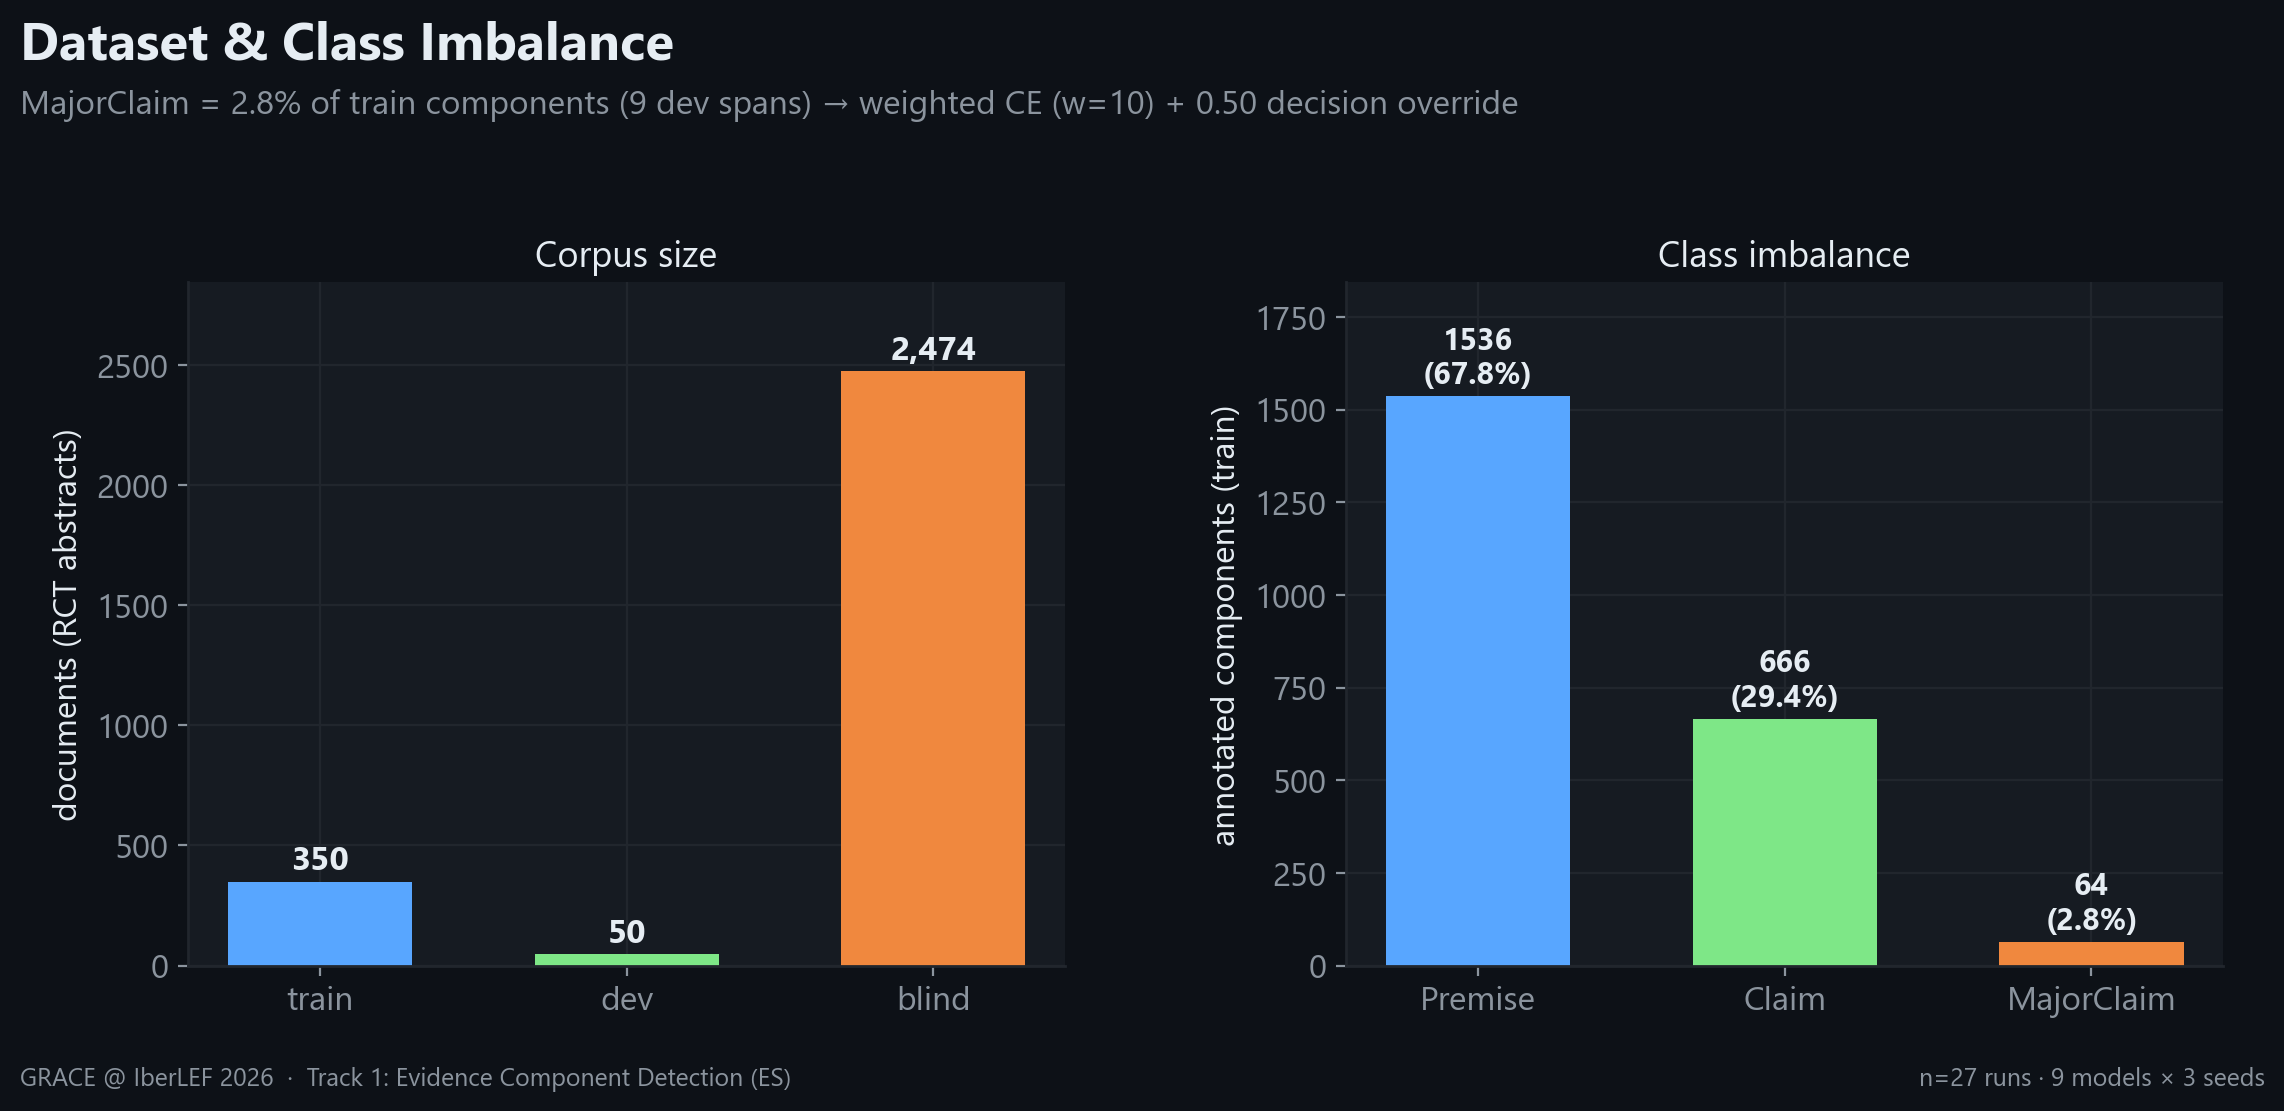 Dataset & Class Imbalance
MajorClaim = 2.8% of train components (9 dev spans) → weighted CE (w=10) + 0.50 decision override
Corpus size
documents (RCT abstracts)
2500
2000
1500
1000
500
0
350
50
2,474
train
dev
blind
Class imbalance
annotated components (train)
1750
1500
1250
1000
750
500
250
0
1536
(67.8%)
666
(29.4%)
64
(2.8%)
Premise
Claim
MajorClaim
GRACE @ IberLEF 2026 · Track 1: Evidence Component Detection (ES)
n=27 runs · 9 models × 3 seeds